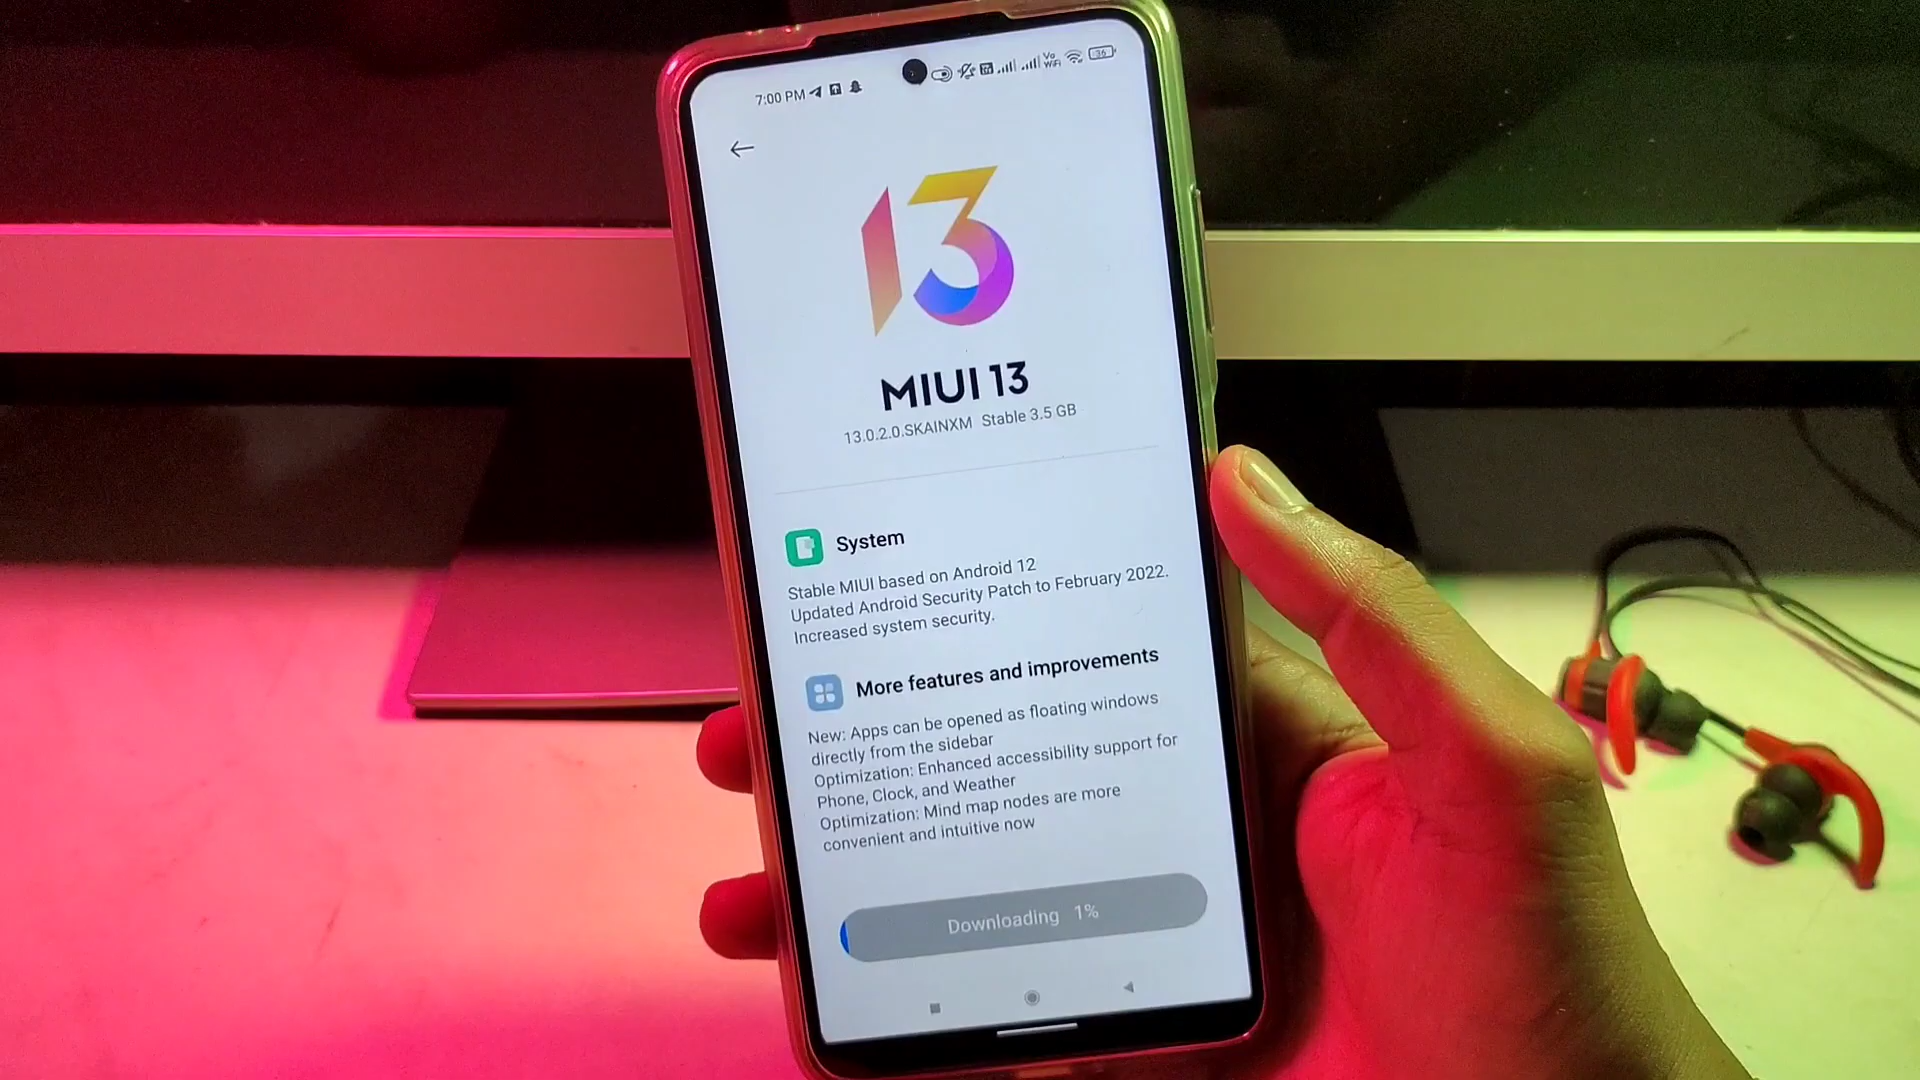 7:00 PM
Vo
WiFi
36
13
MIUI 13
13.0.2.0.SKAINXM Stable 3.5 GB
System
Stable MIUI based on Android 12
Updated Android Security Patch to February 2022.
Increased system security.
More features and improvements
New: Apps can be opened as floating windows
directly from the sidebar
Optimization: Enhanced accessibility support for
Phone, Clock, and Weather
Optimization: Mind map nodes are more
convenient and intuitive now
Downloading 1%